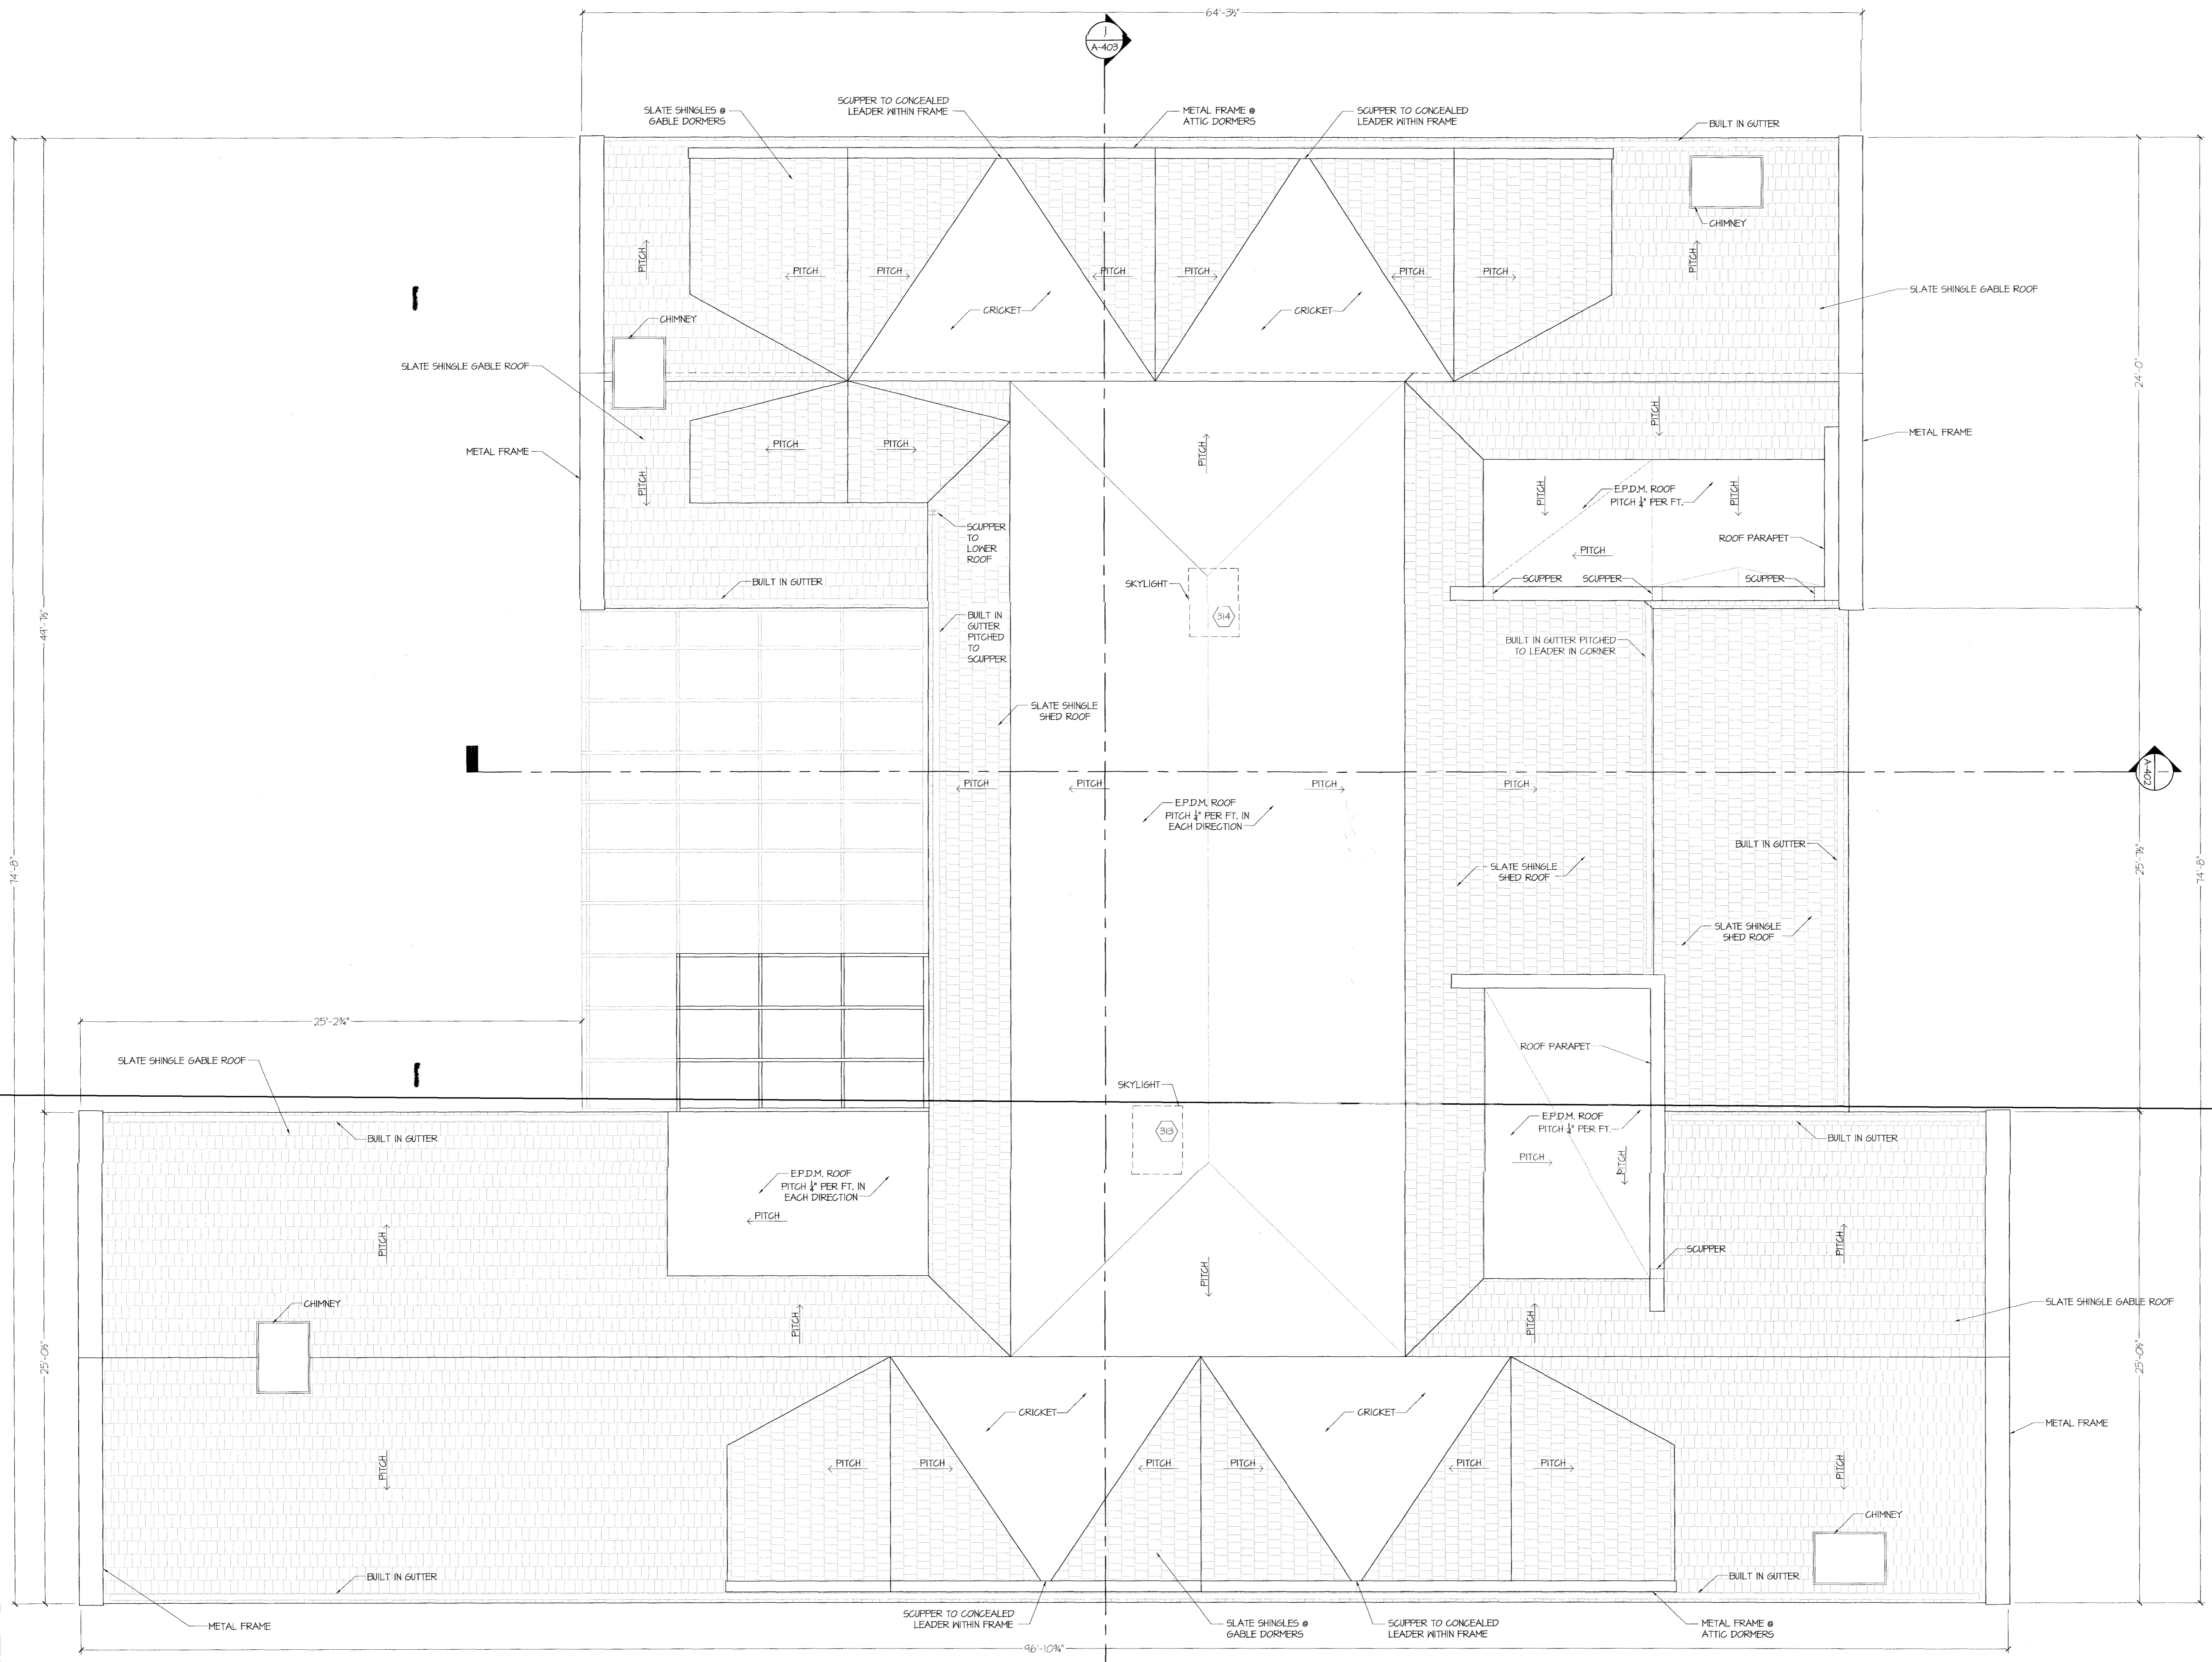 64'-3½"
1
A-403
SLATE SHINGLES @
GABLE DORMERS
SCUPPER TO CONCEALED
LEADER WITHIN FRAME
METAL FRAME @
ATTIC DORMERS
SCUPPER TO CONCEALED
LEADER WITHIN FRAME
BUILT IN GUTTER
CHIMNEY
PITCH
PITCH
PITCH
PITCH
PITCH
PITCH
PITCH
PITCH
PITCH
CRICKET
CRICKET
SLATE SHINGLE GABLE ROOF
CHIMNEY
SLATE SHINGLE GABLE ROOF
24'-0"
METAL FRAME
METAL FRAME
PITCH
PITCH
PITCH
PITCH
PITCH
PITCH
E.P.D.M. ROOF
PITCH ¼" PER FT.
PITCH
ROOF PARAPET
PITCH
SCUPPER
TO
LOWER
ROOF
BUILT IN GUTTER
SKYLIGHT
SCUPPER
SCUPPER
SCUPPER
314
49'-7½"
BUILT IN
GUTTER
PITCHED
TO
SCUPPER
BUILT IN GUTTER PITCHED
TO LEADER IN CORNER
SLATE SHINGLE
SHED ROOF
A-402
PITCH
PITCH
PITCH
PITCH
E.P.D.M. ROOF
PITCH ¼" PER FT. IN
EACH DIRECTION
BUILT IN GUTTER
SLATE SHINGLE
SHED ROOF
74'-8"
25'-7½"
74'-8"
SLATE SHINGLE
SHED ROOF
25'-2¾"
ROOF PARAPET
SLATE SHINGLE GABLE ROOF
SKYLIGHT
313
E.P.D.M. ROOF
PITCH ¼" PER FT.
BUILT IN GUTTER
BUILT IN GUTTER
PITCH
PITCH
E.P.D.M. ROOF
PITCH ¼" PER FT. IN
EACH DIRECTION
PITCH
PITCH
PITCH
SCUPPER
PITCH
CHIMNEY
PITCH
PITCH
SLATE SHINGLE GABLE ROOF
25'-0½"
25'-0½"
CRICKET
CRICKET
METAL FRAME
PITCH
PITCH
PITCH
PITCH
PITCH
PITCH
PITCH
PITCH
CHIMNEY
BUILT IN GUTTER
BUILT IN GUTTER
METAL FRAME
SCUPPER TO CONCEALED
LEADER WITHIN FRAME
SLATE SHINGLES @
GABLE DORMERS
SCUPPER TO CONCEALED
LEADER WITHIN FRAME
METAL FRAME @
ATTIC DORMERS
96'-10¾"